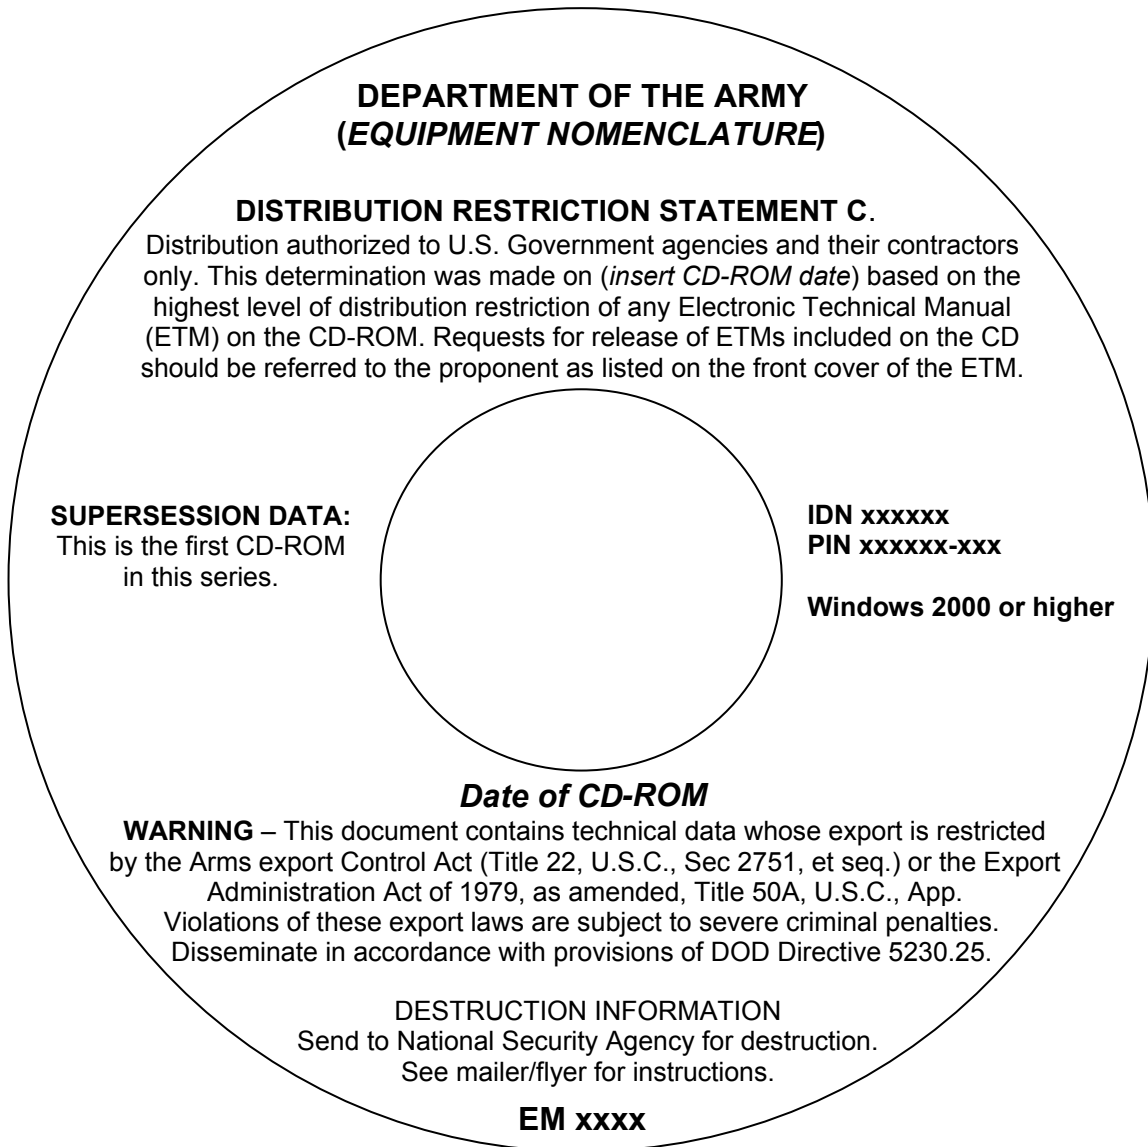 DEPARTMENT OF THE ARMY
(EQUIPMENT NOMENCLATURE)
DISTRIBUTION RESTRICTION STATEMENT C.
Distribution authorized to U.S. Government agencies and their contractors
only. This determination was made on (insert CD-ROM date) based on the
highest level of distribution restriction of any Electronic Technical Manual
(ETM) on the CD-ROM. Requests for release of ETMs included on the CD
should be referred to the proponent as listed on the front cover of the ETM.
SUPERSESSION DATA:
This is the first CD-ROM
in this series.
IDN xxxxxx
PIN xxxxxx-xxx
Windows 2000 or higher
Date of CD-ROM
WARNING – This document contains technical data whose export is restricted
by the Arms export Control Act (Title 22, U.S.C., Sec 2751, et seq.) or the Export
Administration Act of 1979, as amended, Title 50A, U.S.C., App.
Violations of these export laws are subject to severe criminal penalties.
Disseminate in accordance with provisions of DOD Directive 5230.25.
DESTRUCTION INFORMATION
Send to National Security Agency for destruction.
See mailer/flyer for instructions.
EM xxxx